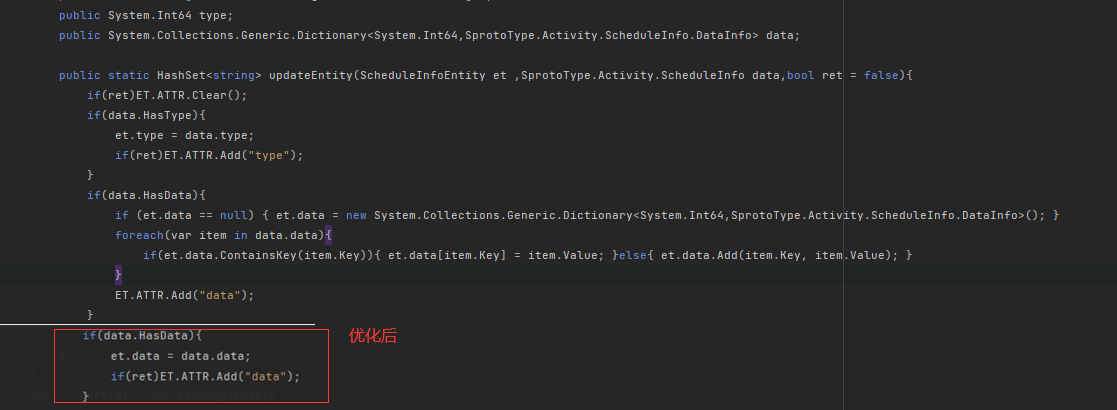 public System.Int64 type;
public System.Collections.Generic.Dictionary<System.Int64,SprotoType.Activity.ScheduleInfo.DataInfo> data;
public static HashSet<string> updateEntity(ScheduleInfoEntity et ,SprotoType.Activity.ScheduleInfo data,bool ret = false){
if(ret)ET.ATTR.Clear();
if(data.HasType){
et.type = data.type;
if(ret)ET.ATTR.Add("type");
}
if(data.HasData){
if (et.data == null) { et.data = new System.Collections.Generic.Dictionary<System.Int64,SprotoType.Activity.ScheduleInfo.DataInfo>(); }
foreach(var item in data.data){
if(et.data.ContainsKey(item.Key)){ et.data[item.Key] = item.Value; }else{ et.data.Add(item.Key, item.Value); }
}
ET.ATTR.Add("data");
}
if(data.HasData){ 优化后
et.data = data.data;
if(ret)ET.ATTR.Add("data");
}